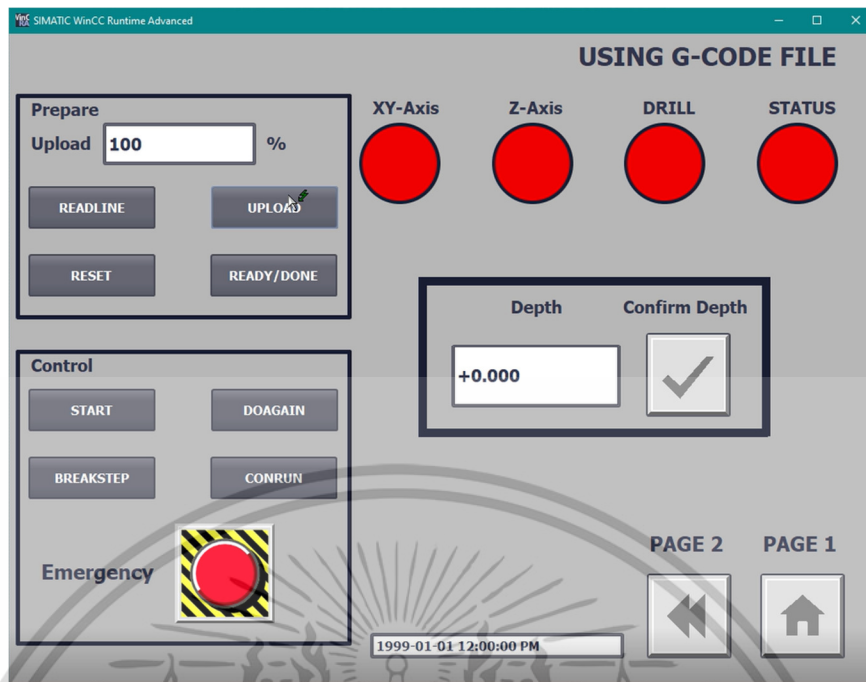 SIMATIC WinCC Runtime Advanced
USING G-CODE FILE
Prepare
Upload 100 %
READLINE UPLOAD
RESET READY/DONE
XY-Axis Z-Axis DRILL STATUS
Depth Confirm Depth
+0.000
Control
START DOAGAIN
BREAKSTEP CONRUN
Emergency
PAGE 2 PAGE 1
1999-01-01 12:00:00 PM